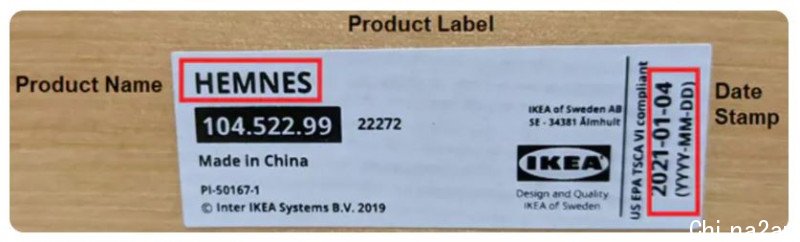 Product Label
Product Name
HEMNES
104.522.99 22272
Made in China
PI-50167-1
© Inter IKEA Systems B.V. 2019
IKEA of Sweden AB
SE - 34381 Älmhult
IKEA
Design and Quality
IKEA of Sweden
US EPA TSCA VI compliant
2021-01-04
(YYYY-MM-DD)
Date
Stamp